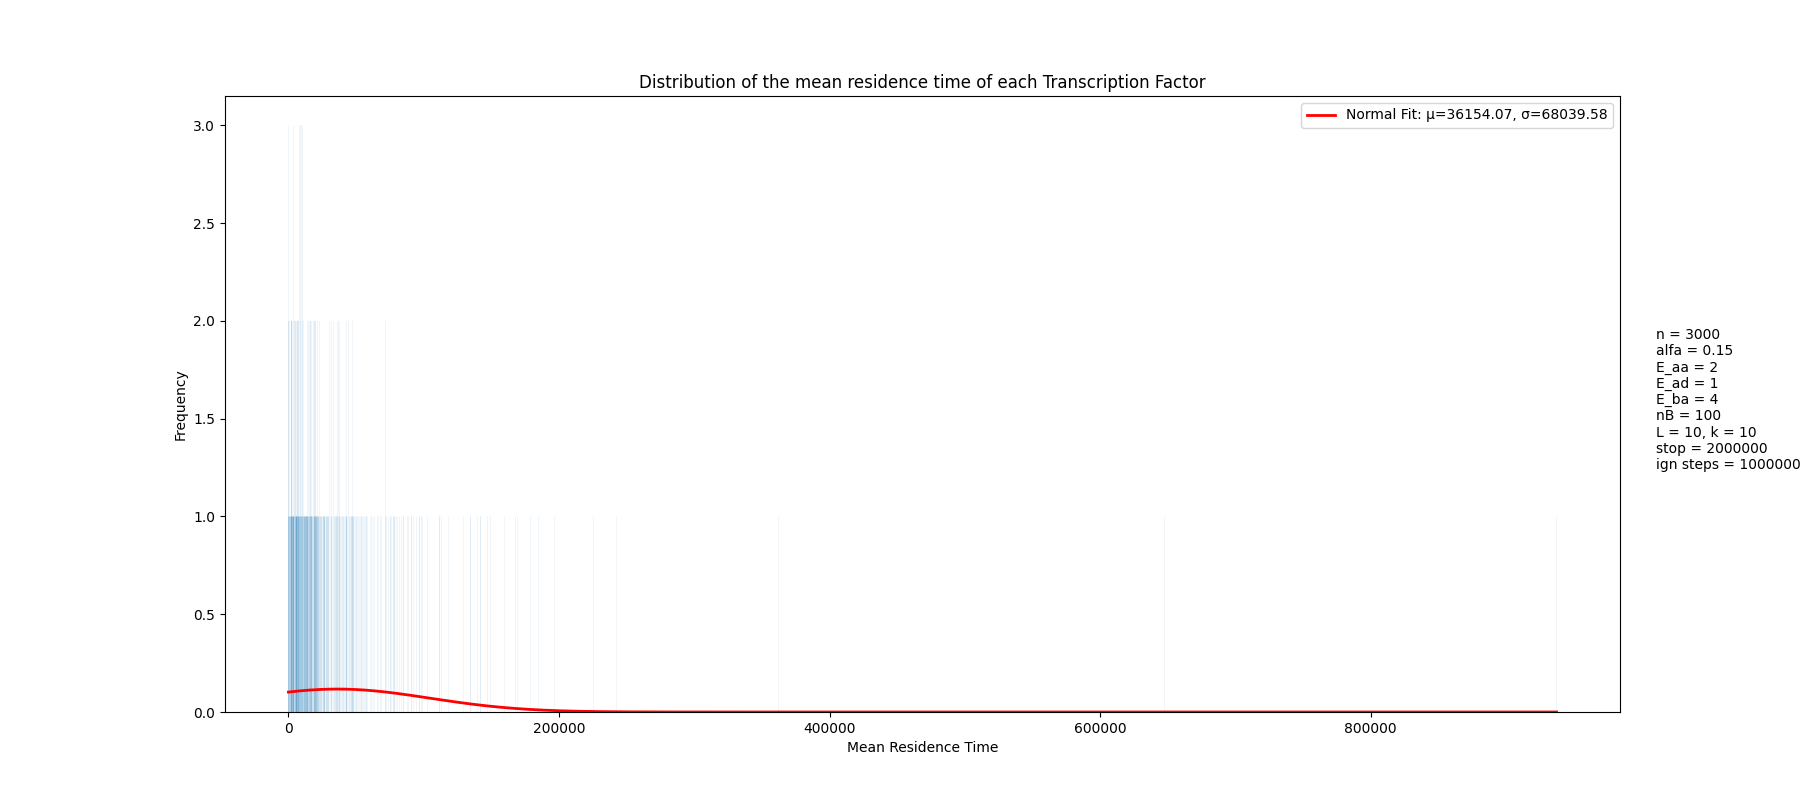 Distribution of the mean residence time of each Transcription Factor
Normal Fit: μ=36154.07, σ=68039.58
3.0
2.5
2.0
1.5
1.0
0.5
0.0
Frequency
0
200000
400000
600000
800000
Mean Residence Time
n = 3000
alfa = 0.15
E_aa = 2
E_ad = 1
E_ba = 4
nB = 100
L = 10, k = 10
stop = 2000000
ign steps = 1000000